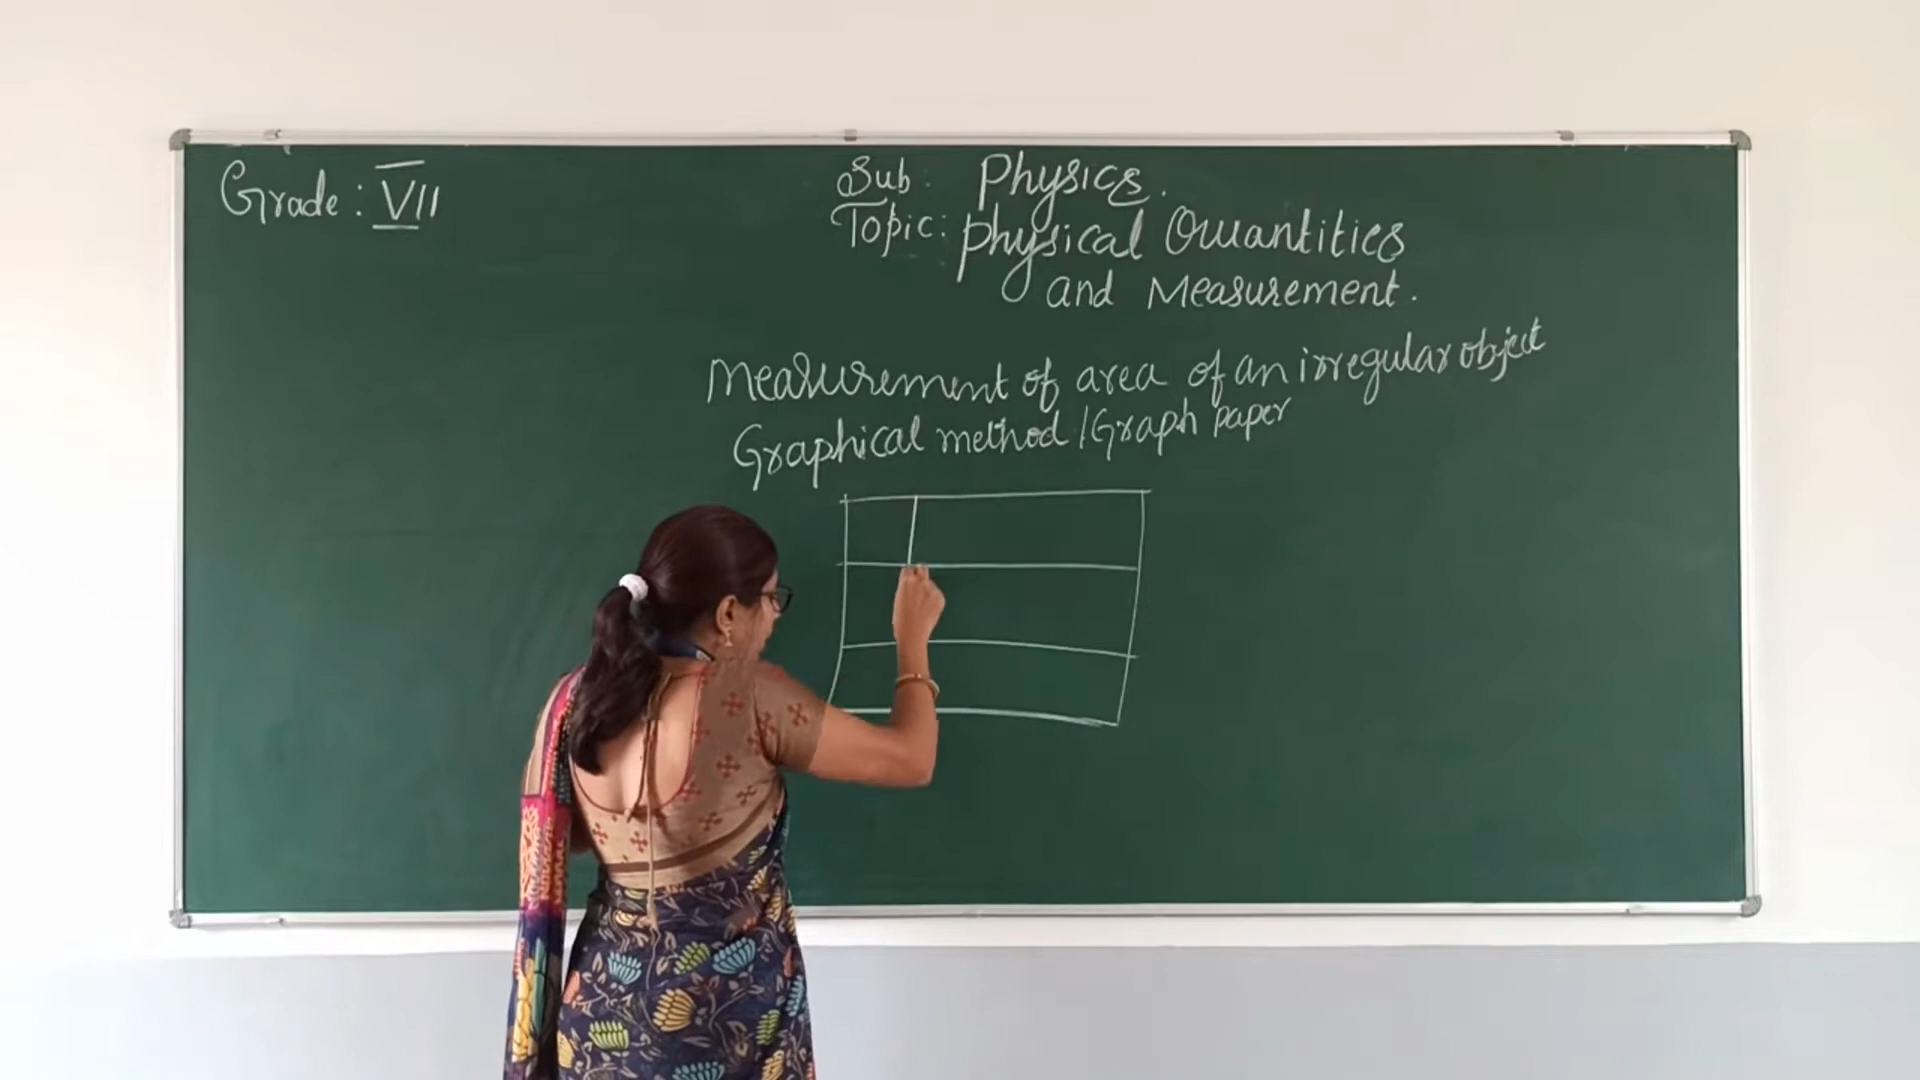 Grade: VII
Sub: Physics.
Topic: Physical Quantities
and Measurement.
Measurement of area of an irregular object
Graphical method / Graph paper